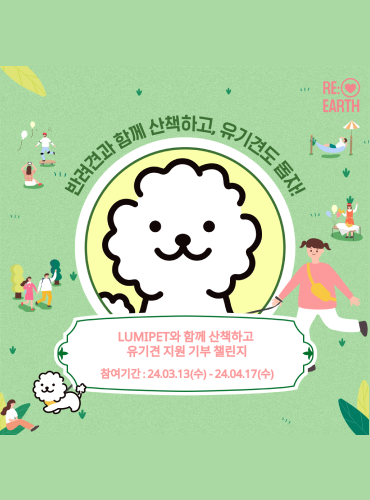 RE:
EARTH
반려견과 함께 산책하고, 유기견도 돕자!
LUMIPET와 함께 산책하고
유기견 지원 기부 챌린지
참여기간 : 24.03.13(수) - 24.04.17(수)